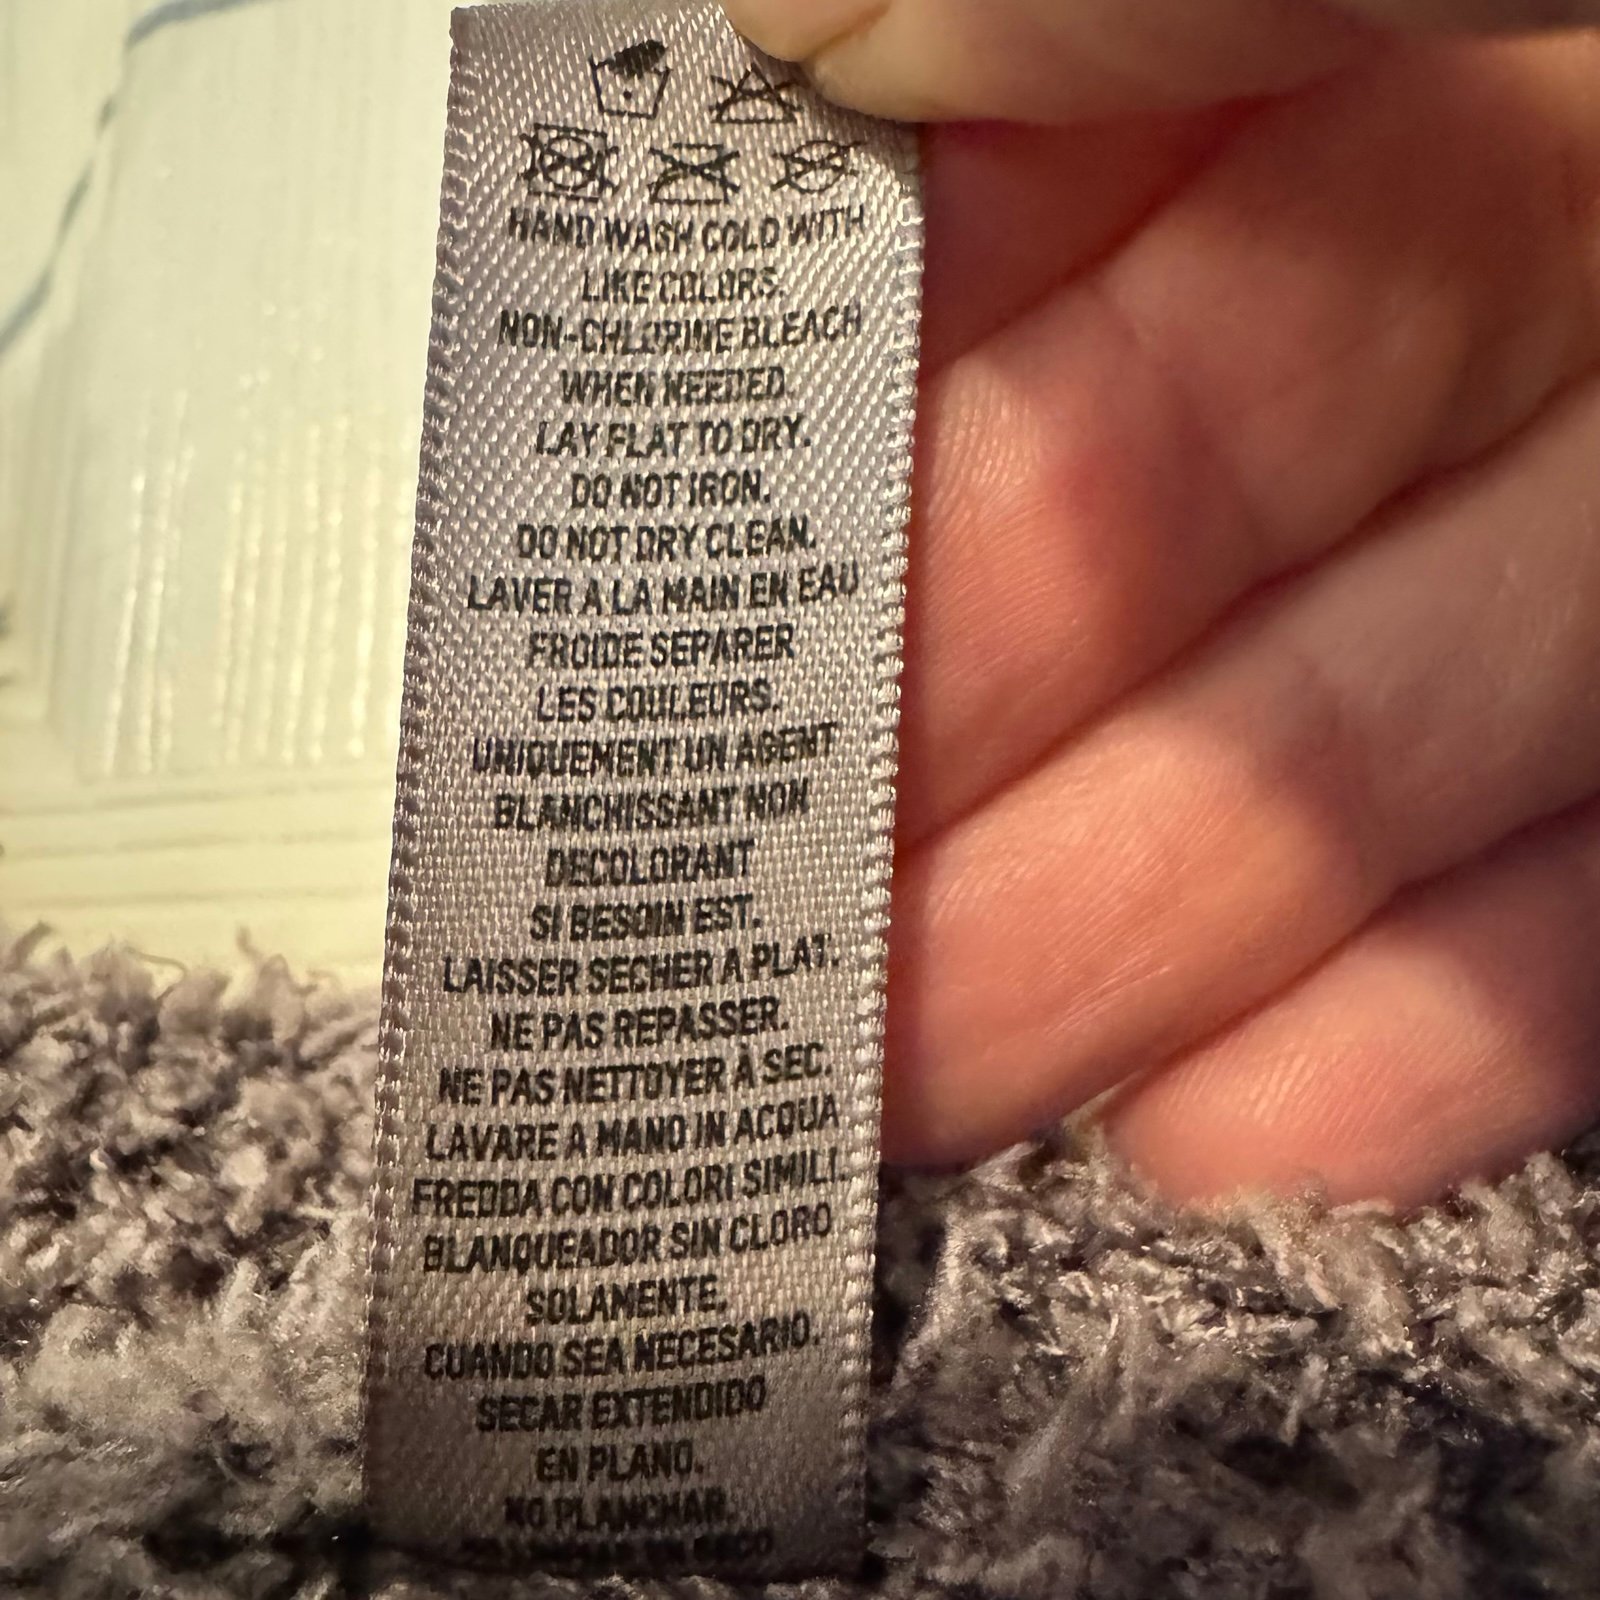 HAND WASH COLD WITH
LIKE COLORS.
NON-CHLORINE BLEACH
WHEN NEEDED.
LAY FLAT TO DRY.
DO NOT IRON.
DO NOT DRY CLEAN.
LAVER A LA MAIN EN EAU
FROIDE SEPARER
LES COULEURS.
UNIQUEMENT UN AGENT
BLANCHISSANT NON
DECOLORANT
SI BESOIN EST.
LAISSER SECHER A PLAT.
NE PAS REPASSER.
NE PAS NETTOYER À SEC.
LAVARE A MANO IN ACQUA
FREDDA CON COLORI SIMILI.
BLANQUEADOR SIN CLORO
SOLAMENTE.
CUANDO SEA NECESARIO.
SECAR EXTENDIDO
EN PLANO.
NO PLANCHAR.